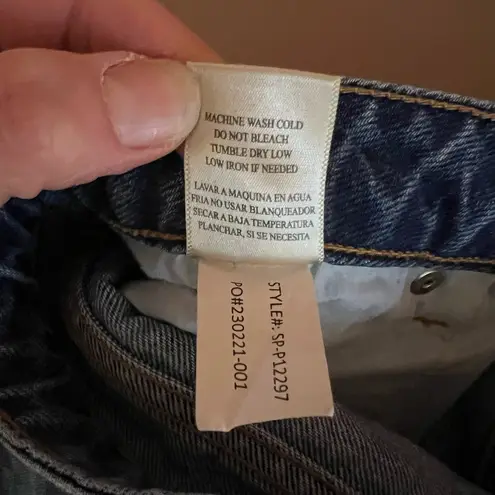 MACHINE WASH COLD
DO NOT BLEACH
TUMBLE DRY LOW
LOW IRON IF NEEDED
LAVAR A MAQUINA EN AGUA
FRIA NO USAR BLANQUEADOR
SECAR A BAJA TEMPERATURA
PLANCHAR, SI SE NECESITA
STYLE#: SP-P12297
PO#230221-001